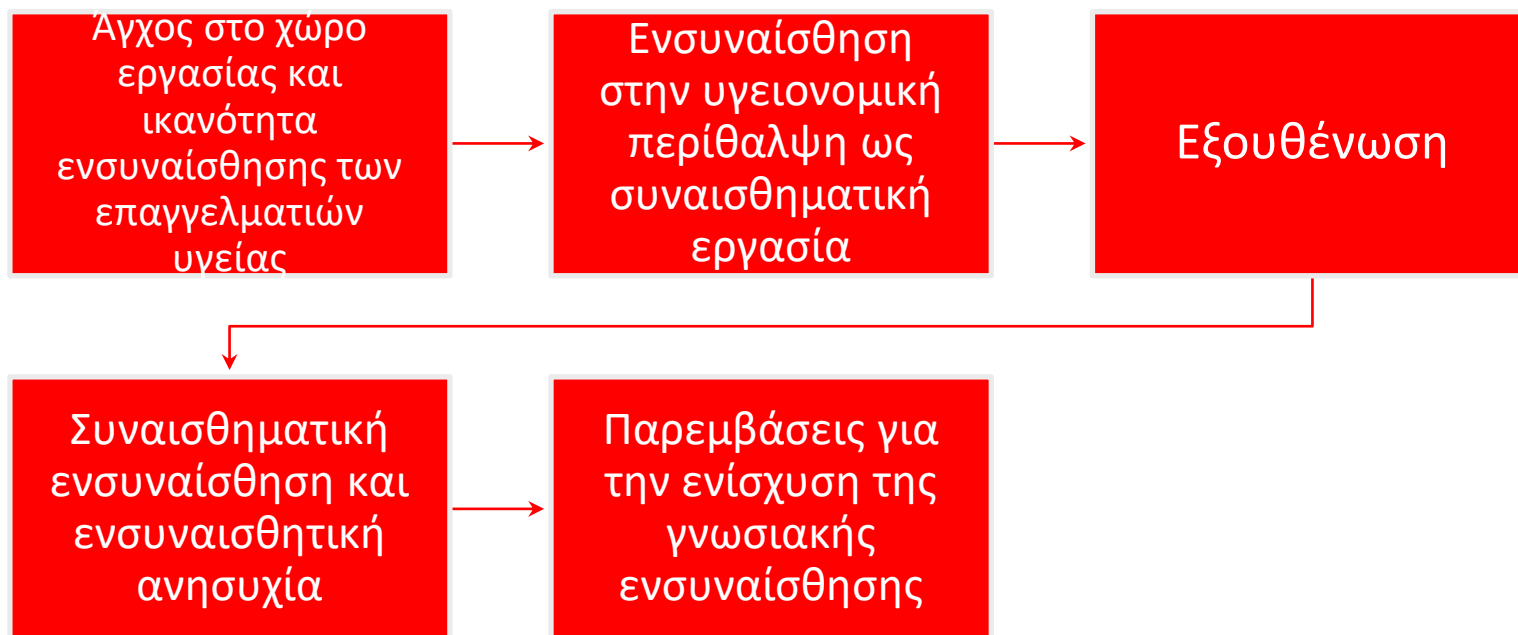 Άγχος στο χώρο
εργασίας και
ικανότητα
ενσυναίσθησης των
επαγγελματιών
υγείας
Ενσυναίσθηση
στην υγειονομική
περίθαλψη ως
συναισθηματική
εργασία
Εξουθένωση
Συναισθηματική
ενσυναίσθηση και
ενσυναισθητική
ανησυχία
Παρεμβάσεις για
την ενίσχυση της
γνωσιακής
ενσυναίσθησης